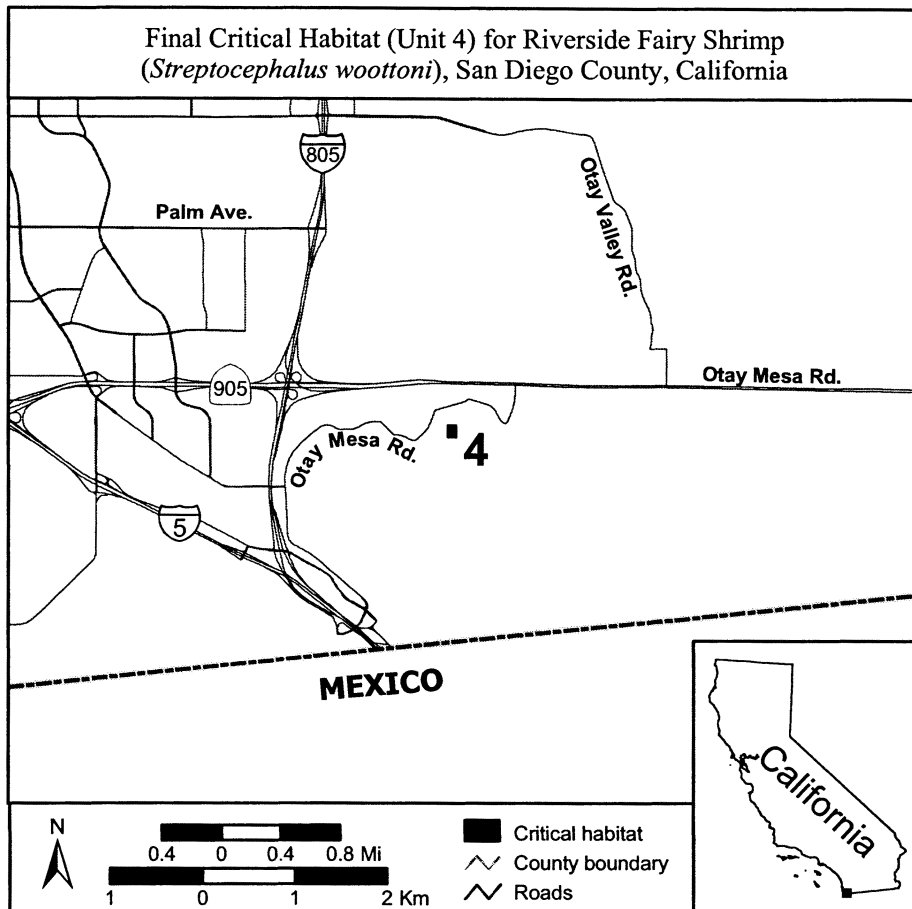 Final Critical Habitat (Unit 4) for Riverside Fairy Shrimp
(Streptocephalus woottoni), San Diego County, California
805
Palm Ave.
Otay Valley Rd.
905
Otay Mesa Rd.
Otay Mesa Rd.
4
5
MEXICO
California
N
0.4 0 0.4 0.8 Mi
1 0 1 2 Km
Critical habitat
County boundary
Roads